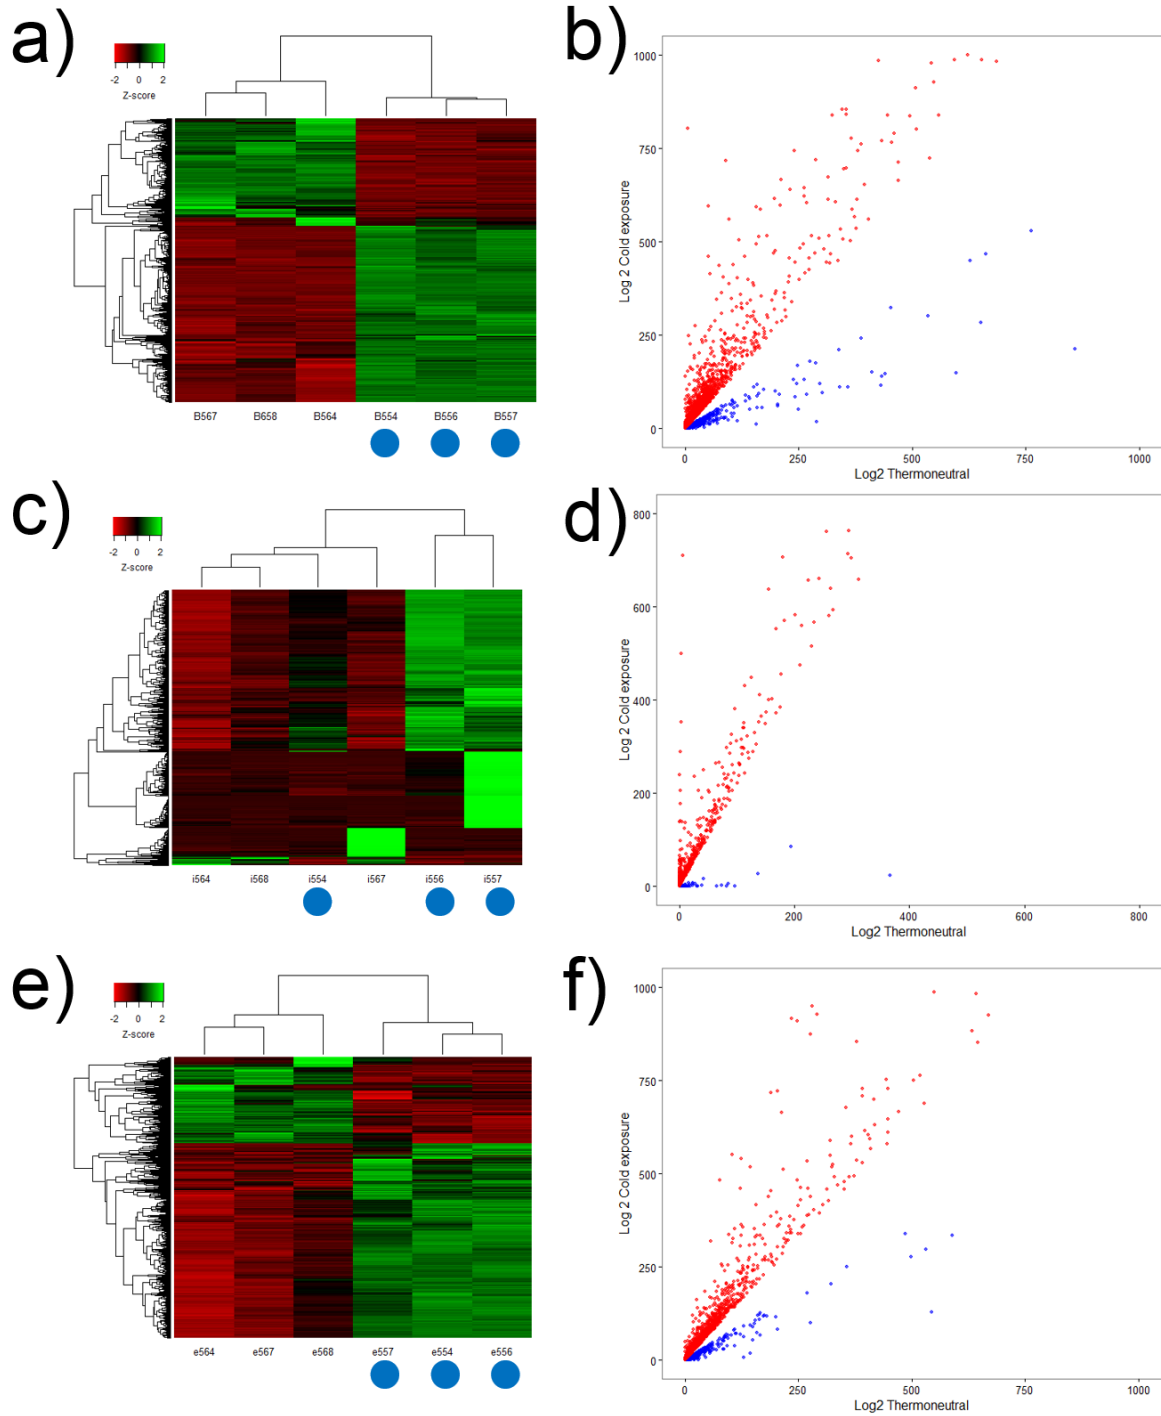 a)
-2 0 2
Z-score
B567 B658 B564 B554 B556 B557
b)
1000
750
500
250
0
Log 2 Cold exposure
0 250 500 750 1000
Log2 Thermoneutral
c)
-2 0 2
Z-score
i564 i568 i554 i567 i556 i557
d)
800
600
400
200
0
Log 2 Cold exposure
0 200 400 600 800
Log2 Thermoneutral
e)
-2 0 2
Z-score
e564 e567 e568 e557 e554 e556
f)
1000
750
500
250
0
Log 2 Cold exposure
0 250 500 750 1000
Log2 Thermoneutral